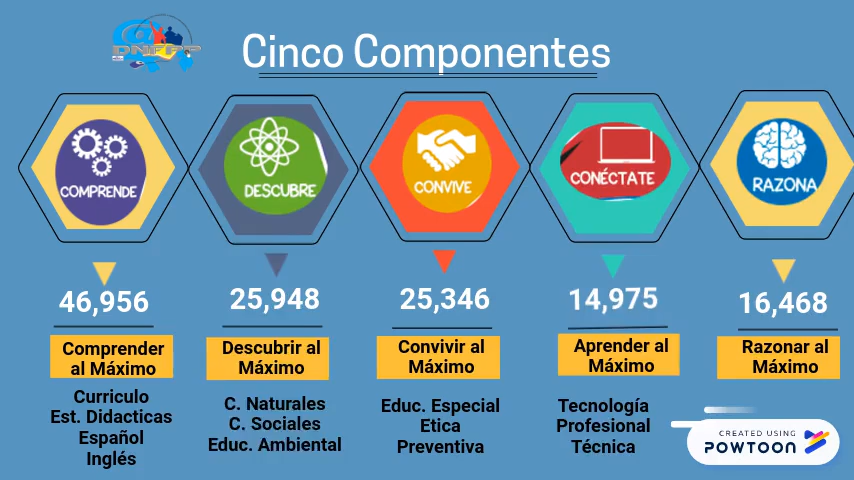 DNFPP
Cinco Componentes
COMPRENDE
DESCUBRE
CONVIVE
CONÉCTATE
RAZONA
46,956
25,948
25,346
14,975
16,468
Comprender
al Máximo
Descubrir al
Máximo
Convivir al
Máximo
Aprender al
Máximo
Razonar al
Máximo
Curriculo
Est. Didacticas
Español
Inglés
C. Naturales
C. Sociales
Educ. Ambiental
Educ. Especial
Etica
Preventiva
Tecnología
Profesional
Técnica
CREATED USING
POWTOON